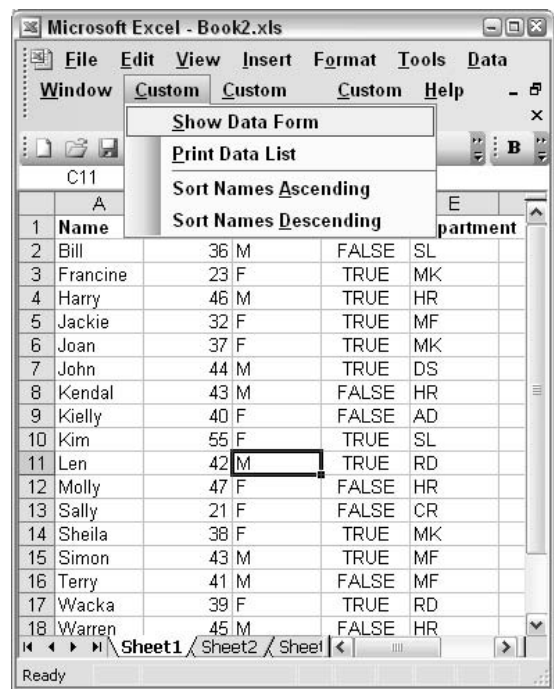 Microsoft Excel - Book2.xls
File Edit View Insert Format Tools Data
Window Custom Custom Custom Help
Show Data Form
Print Data List
Sort Names Ascending
Sort Names Descending
B
C11
A E
1 Name partment
2 Bill 36 M FALSE SL
3 Francine 23 F TRUE MK
4 Harry 46 M TRUE HR
5 Jackie 32 F TRUE MF
6 Joan 37 F TRUE MK
7 John 44 M TRUE DS
8 Kendal 43 M FALSE HR
9 Kielly 40 F FALSE AD
10 Kim 55 F TRUE SL
11 Len 42 M TRUE RD
12 Molly 47 F FALSE HR
13 Sally 21 F FALSE CR
14 Sheila 38 F TRUE MK
15 Simon 43 M TRUE MF
16 Terry 41 M FALSE MF
17 Wacka 39 F TRUE RD
18 Warren 45 M FALSE HR
Sheet1 Sheet2 Sheet
Ready